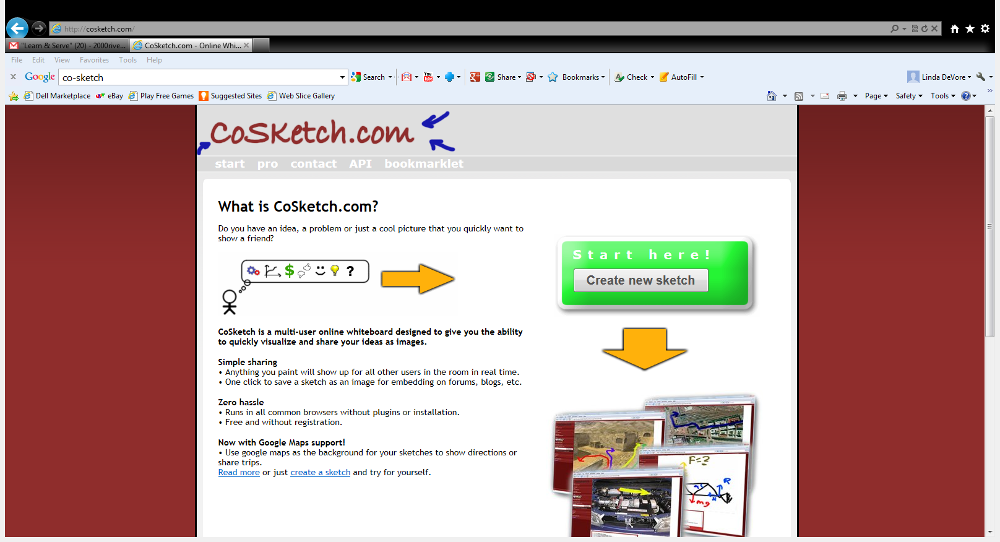 http://cosketch.com/
"Learn & Serve" (20) - 2000rive...
CoSketch.com - Online Whi...
File Edit View Favorites Tools Help
x Google co-sketch Search You Tube Share Bookmarks Check AutoFill Linda DeVore
Dell Marketplace eBay Play Free Games Suggested Sites Web Slice Gallery Page Safety Tools
CoSketch.com
start pro contact API bookmarklet
What is CoSketch.com?
Do you have an idea, a problem or just a cool picture that you quickly want to
show a friend?
$ ?
CoSketch is a multi-user online whiteboard designed to give you the ability
to quickly visualize and share your ideas as images.
Simple sharing
• Anything you paint will show up for all other users in the room in real time.
• One click to save a sketch as an image for embedding on forums, blogs, etc.
Zero hassle
• Runs in all common browsers without plugins or installation.
• Free and without registration.
Now with Google Maps support!
• Use google maps as the background for your sketches to show directions or
share trips.
Read more or just create a sketch and try for yourself.
Start here!
Create new sketch
F=?
R
mg